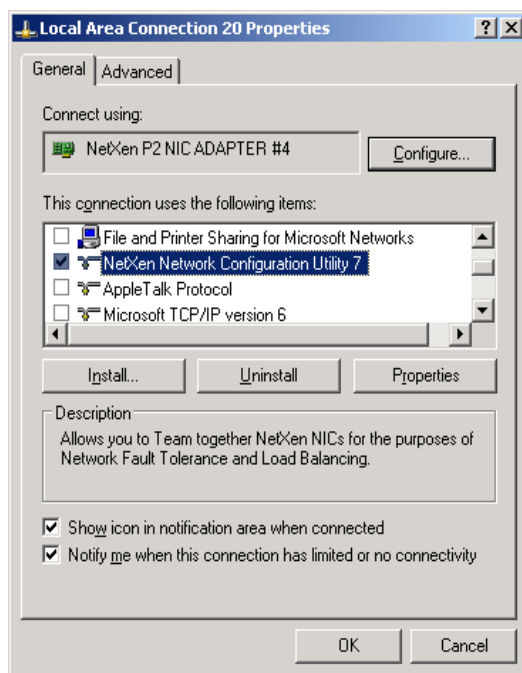 Local Area Connection 20 Properties
General
Advanced
Connect using:
NetXen P2 NIC ADAPTER #4
Configure...
This connection uses the following items:
File and Printer Sharing for Microsoft Networks
NetXen Network Configuration Utility 7
AppleTalk Protocol
Microsoft TCP/IP version 6
Install...
Uninstall
Properties
Description
Allows you to Team together NetXen NICs for the purposes of
Network Fault Tolerance and Load Balancing.
Show icon in notification area when connected
Notify me when this connection has limited or no connectivity
OK
Cancel